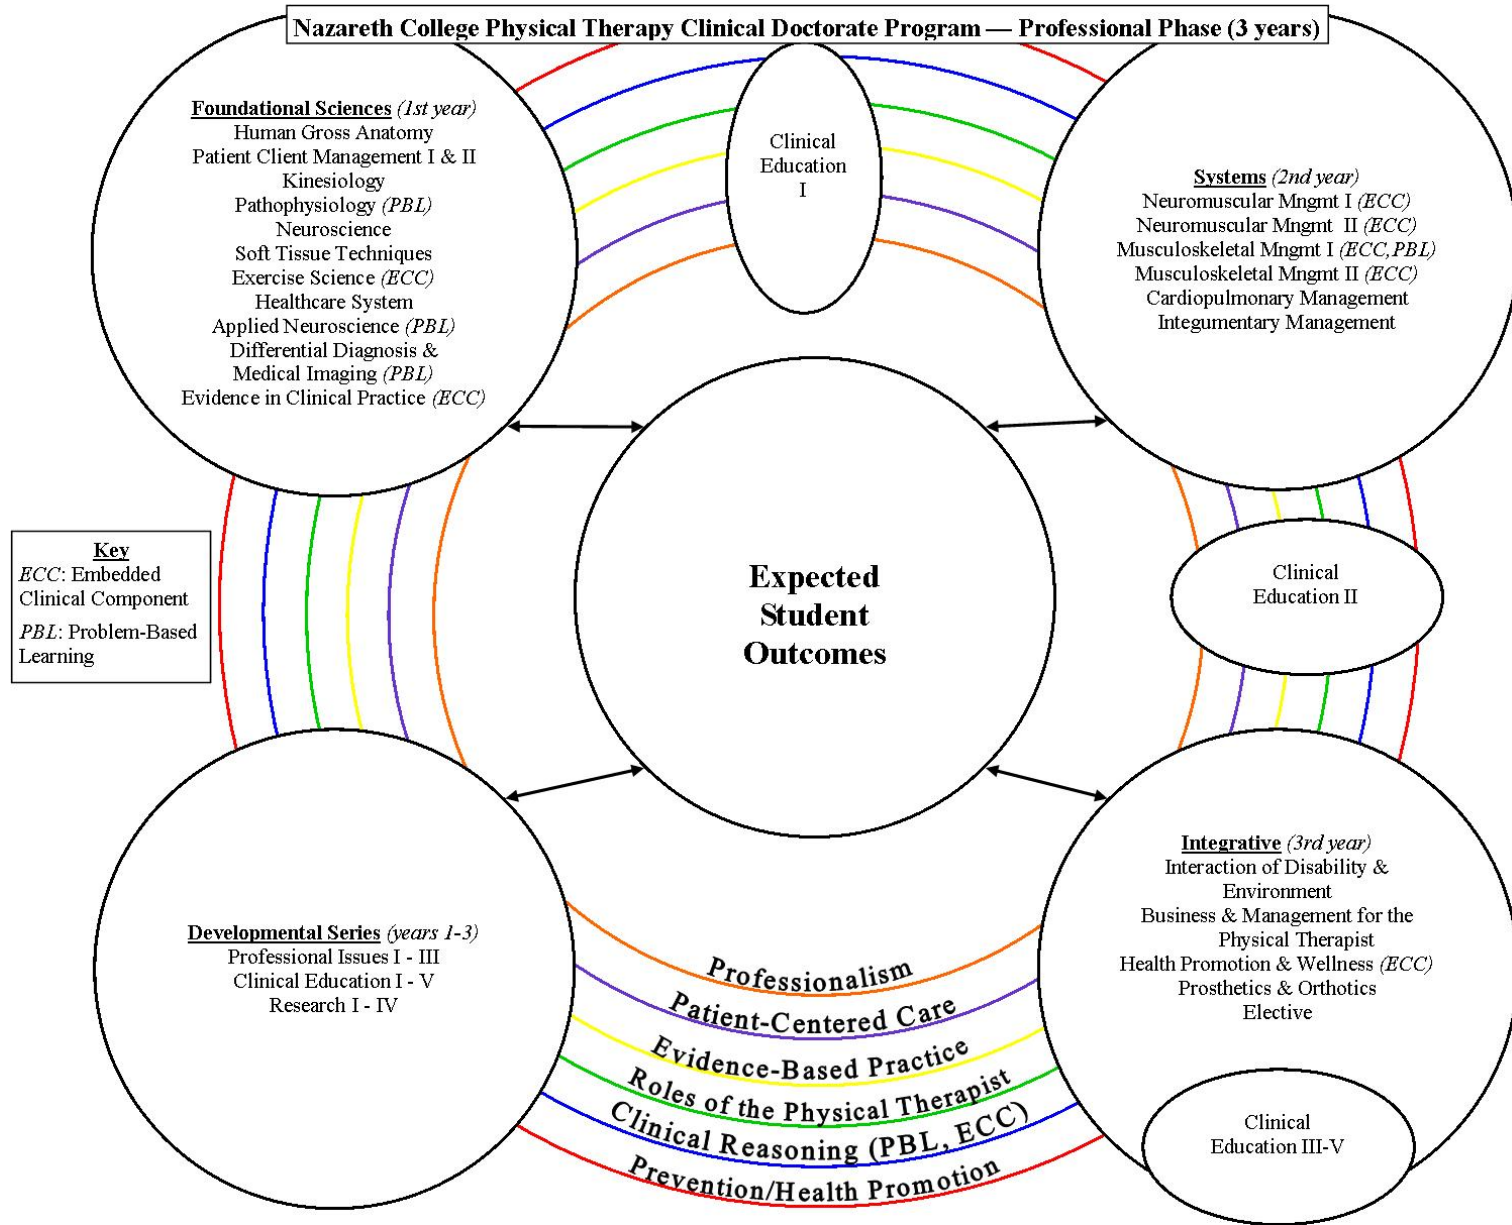 Nazareth College Physical Therapy Clinical Doctorate Program — Professional Phase (3 years)
Foundational Sciences (1st year)
Human Gross Anatomy
Patient Client Management I & II
Kinesiology
Pathophysiology (PBL)
Neuroscience
Soft Tissue Techniques
Exercise Science (ECC)
Healthcare System
Applied Neuroscience (PBL)
Differential Diagnosis &
Medical Imaging (PBL)
Evidence in Clinical Practice (ECC)
Clinical
Education
I
Systems (2nd year)
Neuromuscular Mngmt I (ECC)
Neuromuscular Mngmt II (ECC)
Musculoskeletal Mngmt I (ECC,PBL)
Musculoskeletal Mngmt II (ECC)
Cardiopulmonary Management
Integumentary Management
Key
ECC: Embedded
Clinical Component
PBL: Problem-Based
Learning
Expected
Student
Outcomes
Clinical
Education II
Developmental Series (years 1-3)
Professional Issues I - III
Clinical Education I - V
Research I - IV
Professionalism
Patient-Centered Care
Evidence-Based Practice
Roles of the Physical Therapist
Clinical Reasoning (PBL, ECC)
Prevention/Health Promotion
Integrative (3rd year)
Interaction of Disability &
Environment
Business & Management for the
Physical Therapist
Health Promotion & Wellness (ECC)
Prosthetics & Orthotics
Elective
Clinical
Education III-V